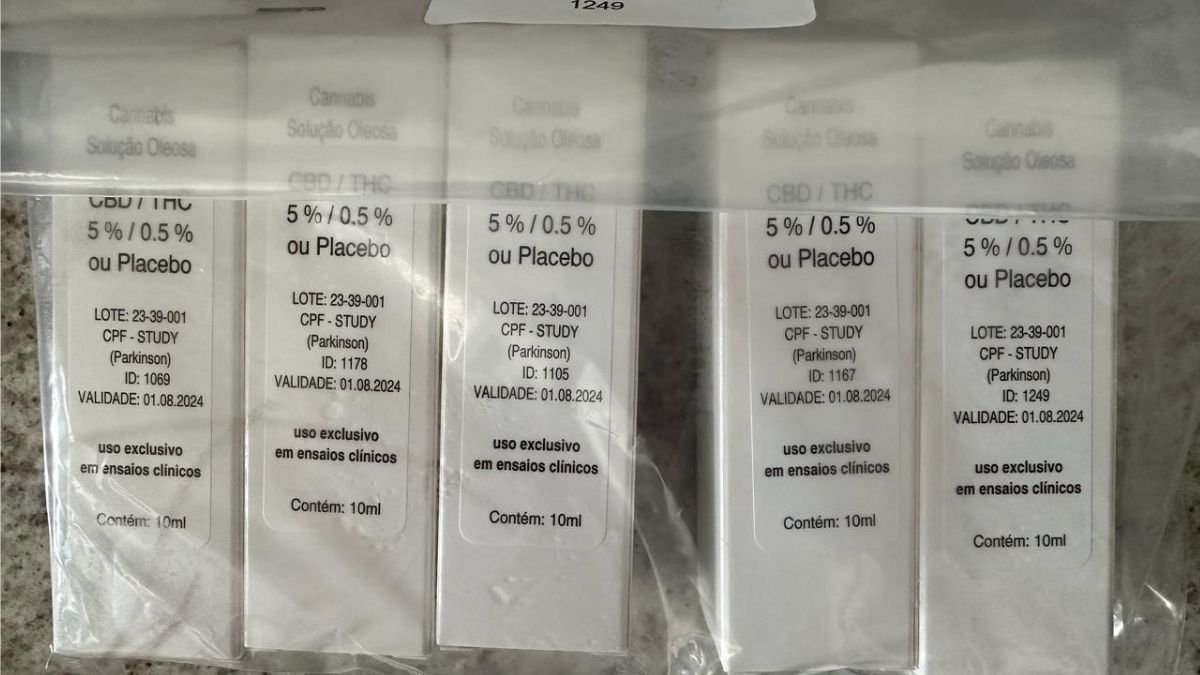 1249
Cannabis
Solução Oleosa
CBD / THC
5 % / 0.5 %
ou Placebo
LOTE: 23-39-001
CPF - STUDY
(Parkinson)
ID: 1069
VALIDADE: 01.08.2024
uso exclusivo
em ensaios clínicos
Contém: 10ml
Cannabis
Solução Oleosa
CBD / THC
5 % / 0.5 %
ou Placebo
LOTE: 23-39-001
CPF - STUDY
(Parkinson)
ID: 1178
VALIDADE: 01.08.2024
uso exclusivo
em ensaios clínicos
Contém: 10ml
Cannabis
Solução Oleosa
CBD / THC
5 % / 0.5 %
ou Placebo
LOTE: 23-39-001
CPF - STUDY
(Parkinson)
ID: 1105
VALIDADE: 01.08.2024
uso exclusivo
em ensaios clínicos
Contém: 10ml
Cannabis
Solução Oleosa
CBD / THC
5 % / 0.5 %
ou Placebo
LOTE: 23-39-001
CPF - STUDY
(Parkinson)
ID: 1167
VALIDADE: 01.08.2024
uso exclusivo
em ensaios clínicos
Contém: 10ml
Cannabis
Solução Oleosa
CBD / THC
5 % / 0.5 %
ou Placebo
LOTE: 23-39-001
CPF - STUDY
(Parkinson)
ID: 1249
VALIDADE: 01.08.2024
uso exclusivo
em ensaios clínicos
Contém: 10ml